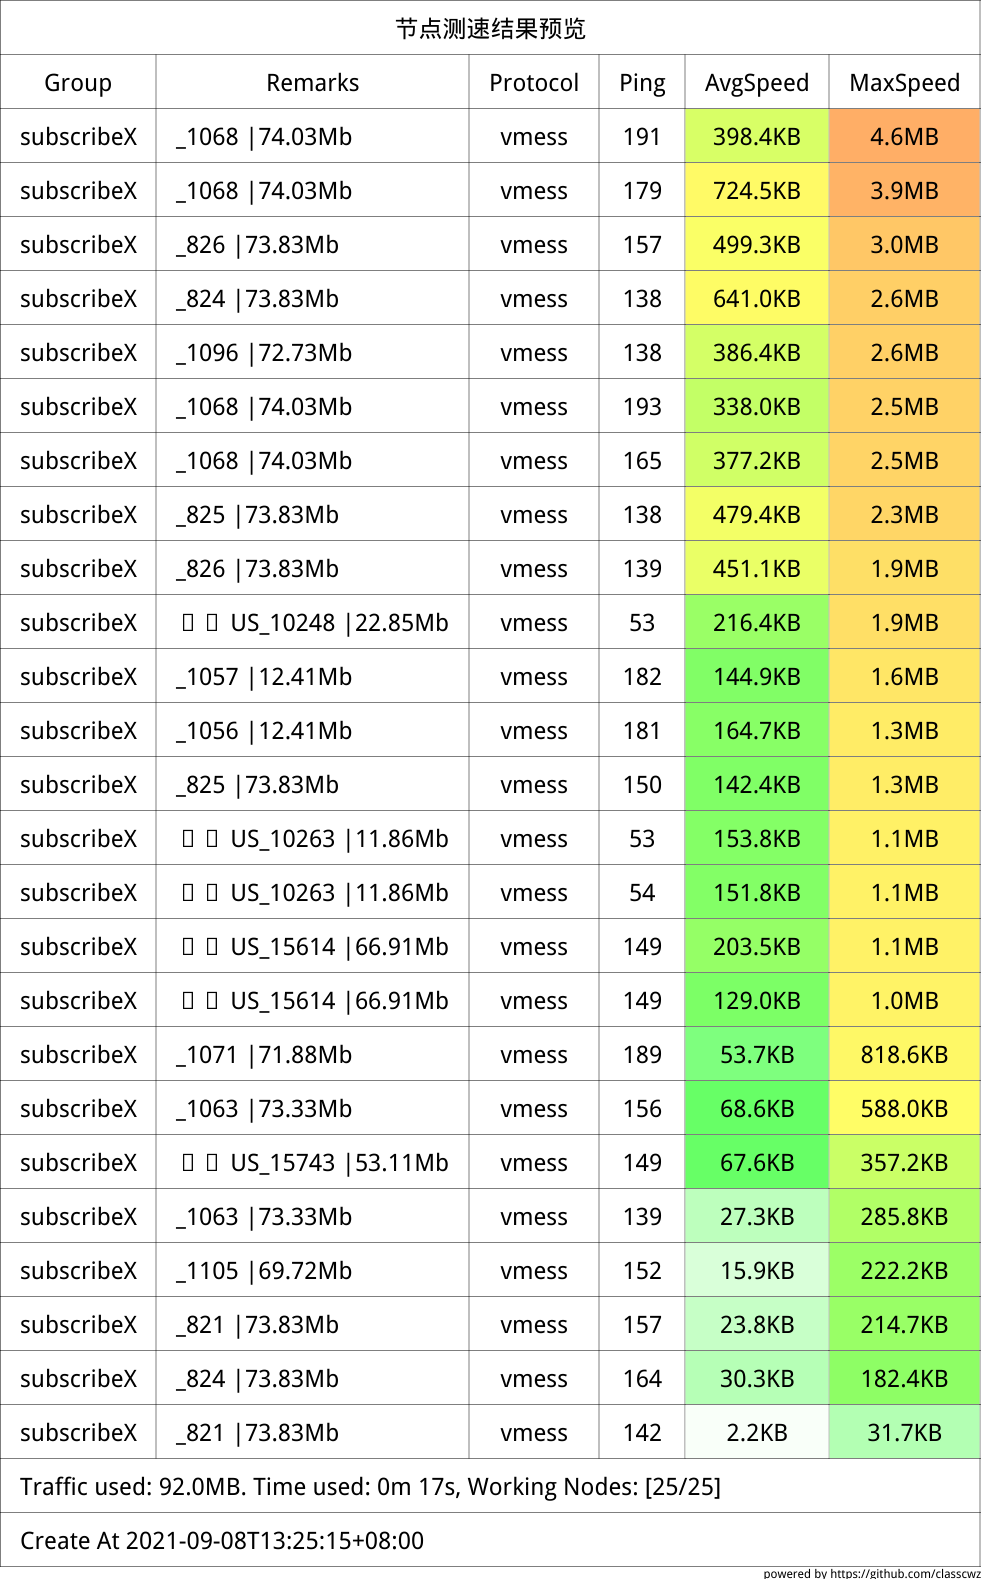 节点测速结果预览
Group Remarks Protocol Ping AvgSpeed MaxSpeed
subscribeX _1068 |74.03Mb vmess 191 398.4KB 4.6MB
subscribeX _1068 |74.03Mb vmess 179 724.5KB 3.9MB
subscribeX _826 |73.83Mb vmess 157 499.3KB 3.0MB
subscribeX _824 |73.83Mb vmess 138 641.0KB 2.6MB
subscribeX _1096 |72.73Mb vmess 138 386.4KB 2.6MB
subscribeX _1068 |74.03Mb vmess 193 338.0KB 2.5MB
subscribeX _1068 |74.03Mb vmess 165 377.2KB 2.5MB
subscribeX _825 |73.83Mb vmess 138 479.4KB 2.3MB
subscribeX _826 |73.83Mb vmess 139 451.1KB 1.9MB
subscribeX US_10248 |22.85Mb vmess 53 216.4KB 1.9MB
subscribeX _1057 |12.41Mb vmess 182 144.9KB 1.6MB
subscribeX _1056 |12.41Mb vmess 181 164.7KB 1.3MB
subscribeX _825 |73.83Mb vmess 150 142.4KB 1.3MB
subscribeX US_10263 |11.86Mb vmess 53 153.8KB 1.1MB
subscribeX US_10263 |11.86Mb vmess 54 151.8KB 1.1MB
subscribeX US_15614 |66.91Mb vmess 149 203.5KB 1.1MB
subscribeX US_15614 |66.91Mb vmess 149 129.0KB 1.0MB
subscribeX _1071 |71.88Mb vmess 189 53.7KB 818.6KB
subscribeX _1063 |73.33Mb vmess 156 68.6KB 588.0KB
subscribeX US_15743 |53.11Mb vmess 149 67.6KB 357.2KB
subscribeX _1063 |73.33Mb vmess 139 27.3KB 285.8KB
subscribeX _1105 |69.72Mb vmess 152 15.9KB 222.2KB
subscribeX _821 |73.83Mb vmess 157 23.8KB 214.7KB
subscribeX _824 |73.83Mb vmess 164 30.3KB 182.4KB
subscribeX _821 |73.83Mb vmess 142 2.2KB 31.7KB
Traffic used: 92.0MB. Time used: 0m 17s, Working Nodes: [25/25]
Create At 2021-09-08T13:25:15+08:00
powered by https://github.com/classcwz